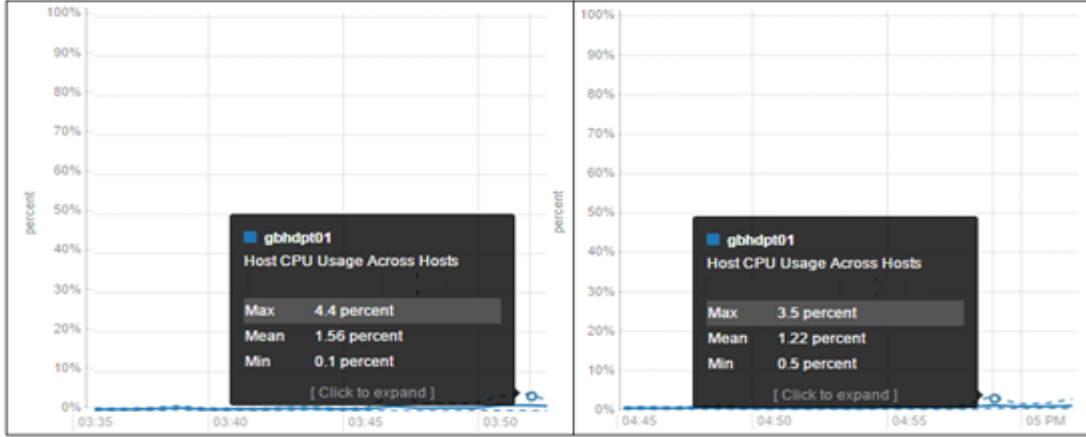 100%
90%
80%
70%
60%
50%
40%
30%
20%
10%
0%
percent
03:35
03:40
03:45
03:50
gbhdpt01
Host CPU Usage Across Hosts
Max 4.4 percent
Mean 1.56 percent
Min 0.1 percent
[ Click to expand ]
100%
90%
80%
70%
60%
50%
40%
30%
20%
10%
0%
percent
04:45
04:50
04:55
05 PM
gbhdpt01
Host CPU Usage Across Hosts
Max 3.5 percent
Mean 1.22 percent
Min 0.5 percent
[ Click to expand ]